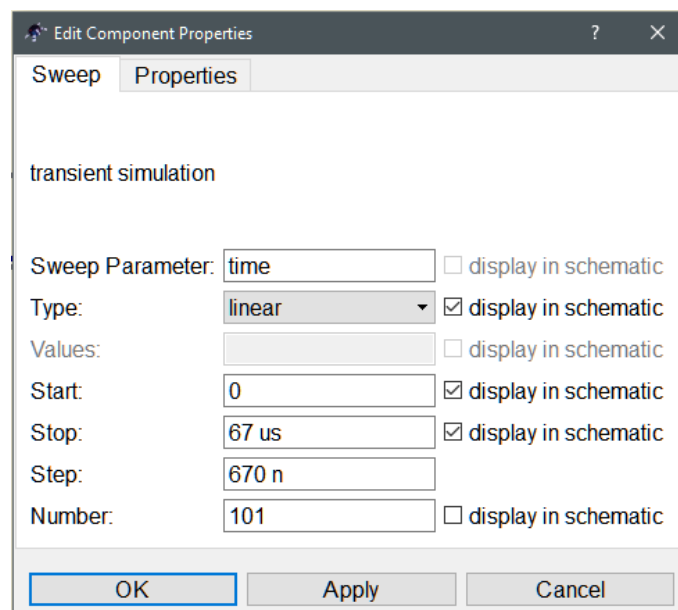 Edit Component Properties ?
Sweep Properties
transient simulation
Sweep Parameter: time display in schematic
Type: linear display in schematic
Values: display in schematic
Start: 0 display in schematic
Stop: 67 us display in schematic
Step: 670 n
Number: 101 display in schematic
OK Apply Cancel